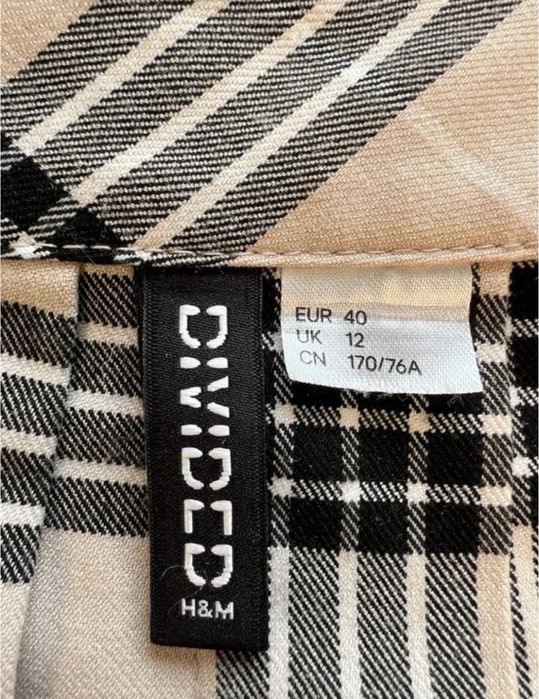 DIVIDED
H&M
EUR 40
UK 12
CN 170/76A